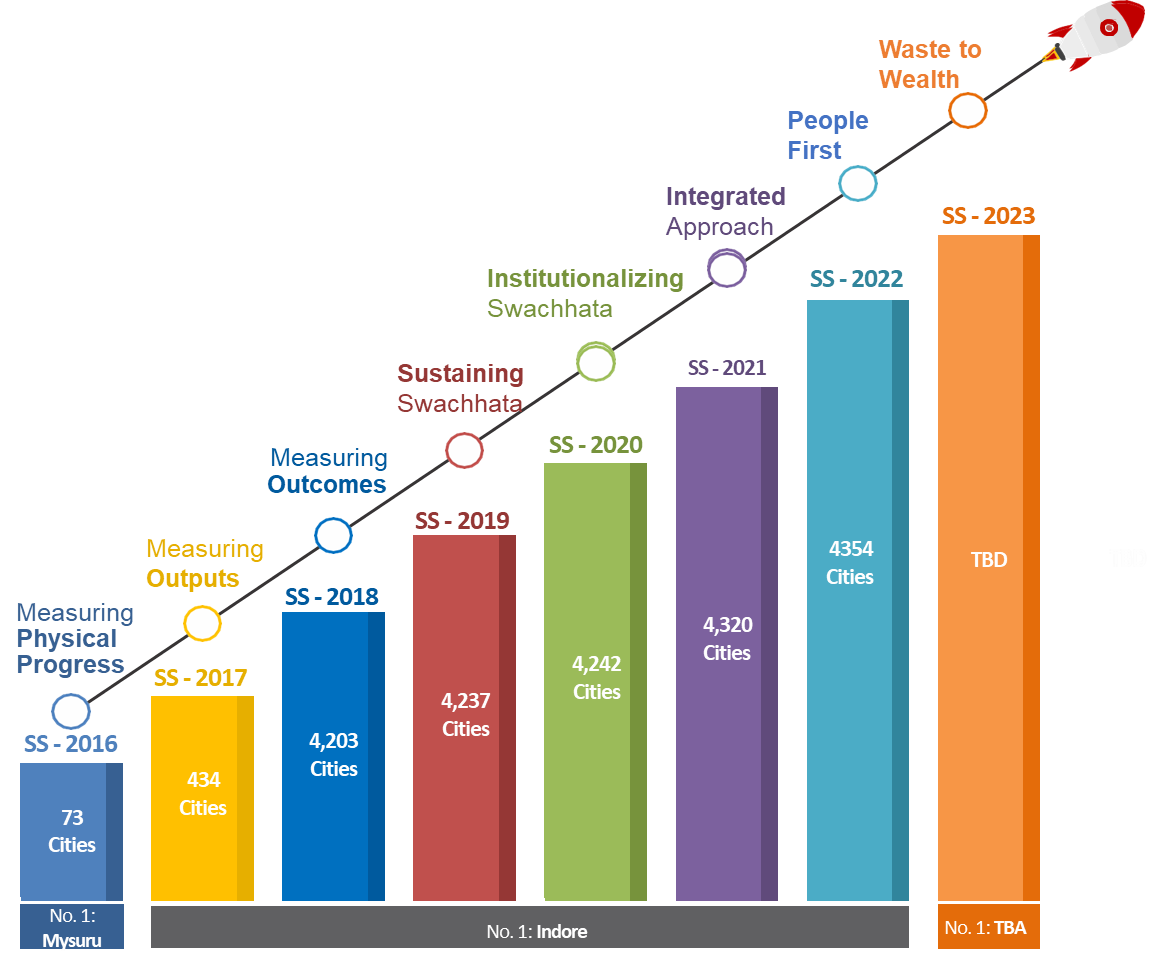 Waste to
Wealth
People
First
Integrated
Approach
Institutionalizing
Swachhata
Sustaining
Swachhata
Measuring
Outcomes
Measuring
Outputs
Measuring
Physical
Progress
SS - 2016
SS - 2017
SS - 2018
SS - 2019
SS - 2020
SS - 2021
SS - 2022
SS - 2023
73
Cities
434
Cities
4,203
Cities
4,237
Cities
4,242
Cities
4,320
Cities
4354
Cities
TBD
No. 1:
Mysuru
No. 1: Indore
No. 1: TBA